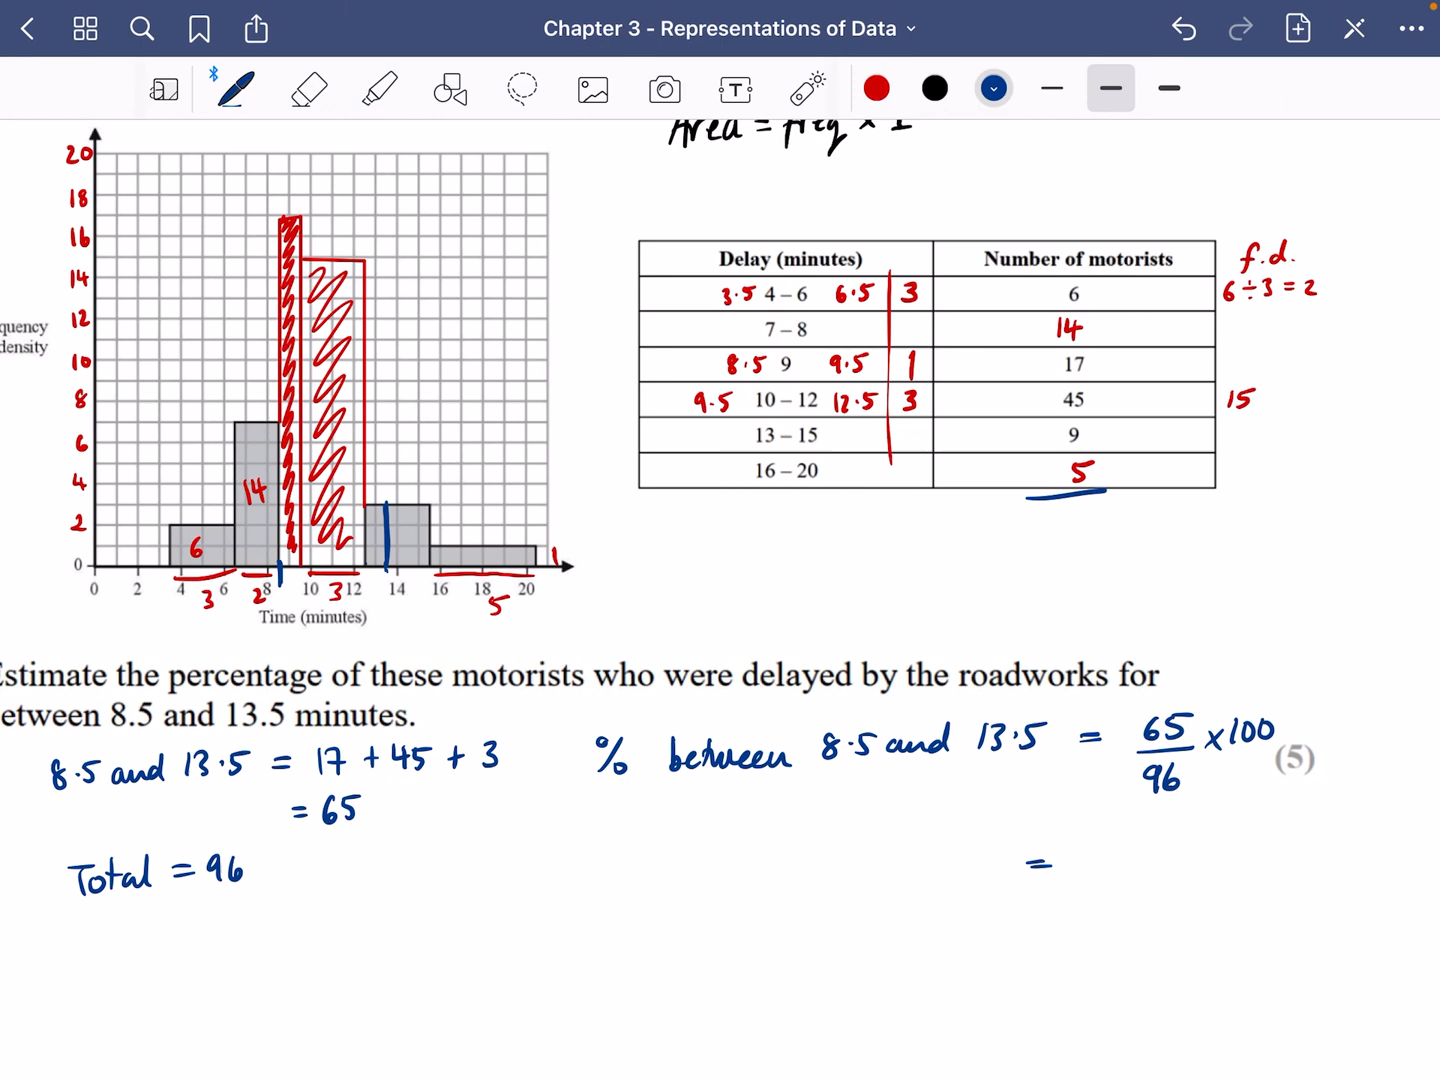 Chapter 3 - Representations of Data
Area = Freq × 1
20
18
16
14
12
10
8
6
4
2
0
quency
density
14
6
1
0 2 4 6 8 10 12 14 16 18 20
3 2 3 5
Time (minutes)
Delay (minutes) Number of motorists f.d.
3.5 4 – 6 6.5 3 6 6 ÷ 3 = 2
7 – 8 14
8.5 9 9.5 1 17
9.5 10 – 12 12.5 3 45 15
13 – 15 9
16 – 20 5
Estimate the percentage of these motorists who were delayed by the roadworks for
etween 8.5 and 13.5 minutes.
8.5 and 13.5 = 17 + 45 + 3
= 65
Total = 96
% between 8.5 and 13.5 = 65/96 × 100
(5)
=